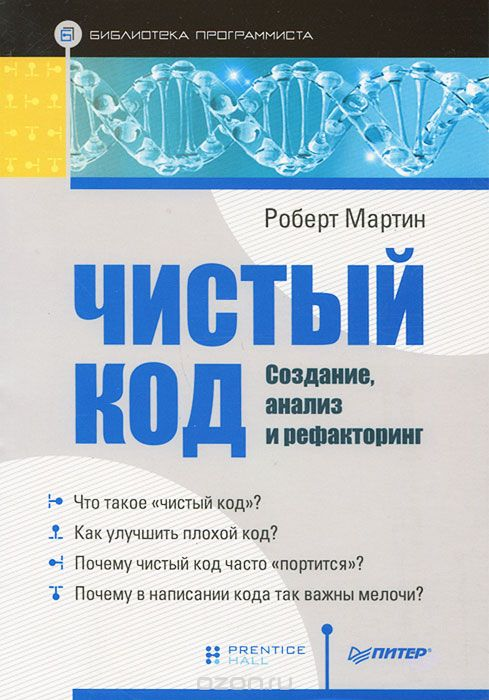 БИБЛИОТЕКА ПРОГРАММИСТА
Роберт Мартин
ЧИСТЫЙ
КОД
Создание,
анализ
и рефакторинг
Что такое «чистый код»?
Как улучшить плохой код?
Почему чистый код часто «портится»?
Почему в написании кода так важны мелочи?
PRENTICE
HALL
ПИТЕР®
ozon.ru